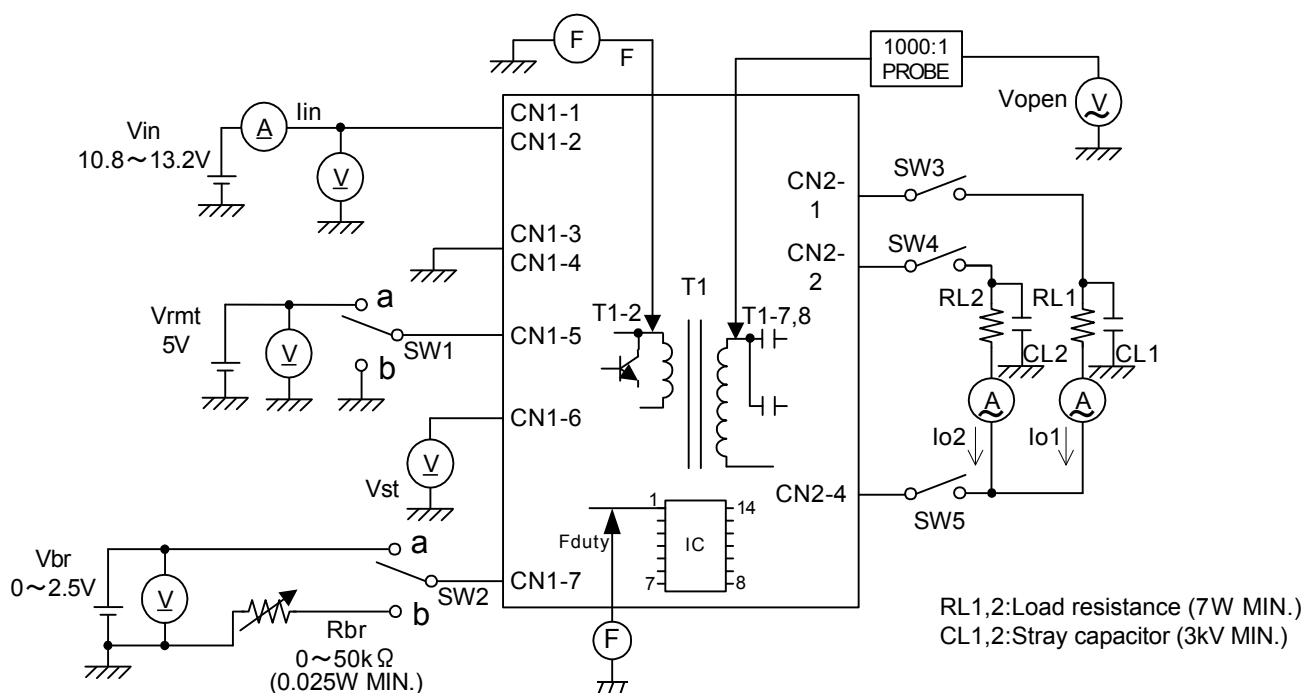 F
F
1000:1
PROBE
Vopen
V
CN1-1
CN1-2
Iin
A
Vin
10.8～13.2V
V
CN2-
1
SW3
CN1-3
CN1-4
CN2-
2
SW4
T1
RL2
RL1
a
Vrmt
5V
V
SW1
CN1-5
T1-2
T1-7,8
b
CL2
CL1
CN1-6
A
A
V
Vst
Io2
Io1
CN2-4
SW5
1
14
Fduty
IC
7
8
Vbr
0～2.5V
V
a
SW2
CN1-7
b
Rbr
0～50kΩ
(0.025W MIN.)
F
RL1,2:Load resistance (7W MIN.)
CL1,2:Stray capacitor (3kV MIN.)